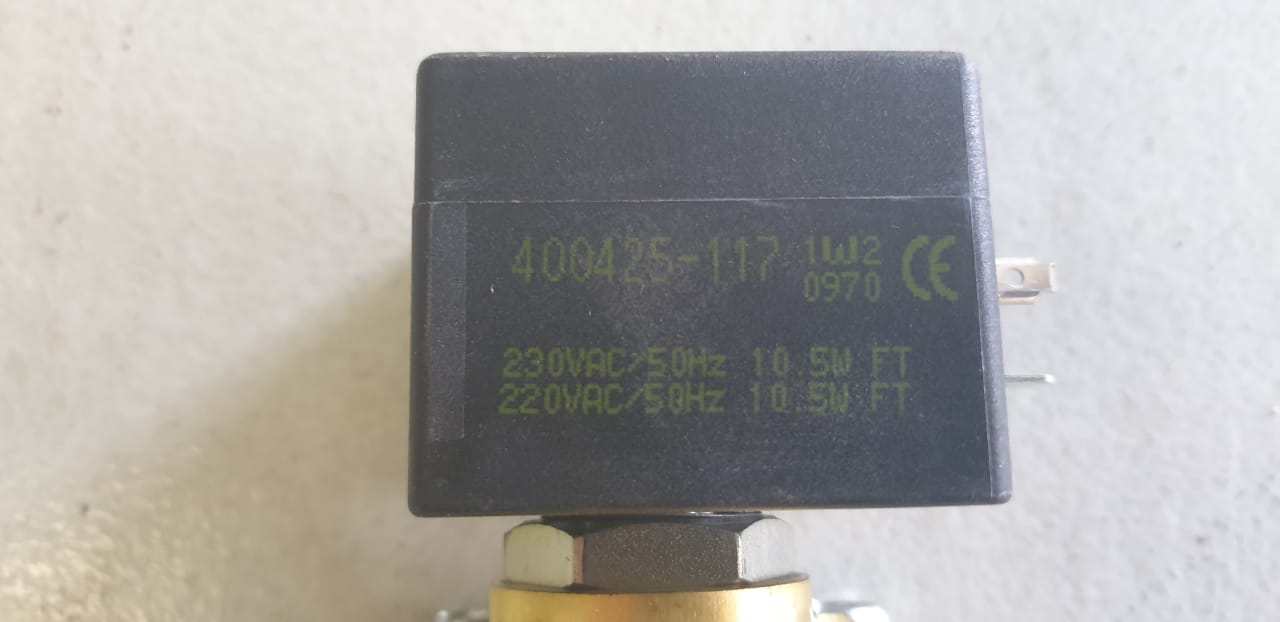 400425-117 1W2 CE
0970
230VAC/50Hz 10.5W FT
220VAC/50Hz 10.5W FT